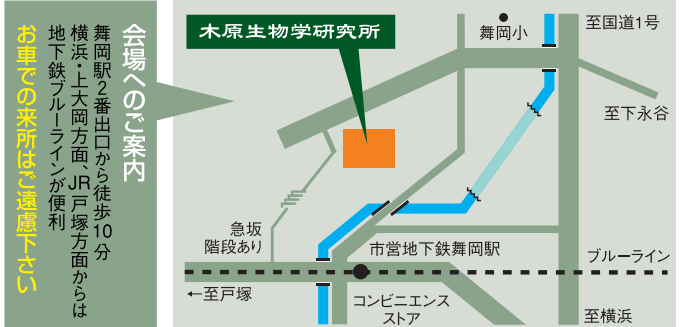 会場へのご案内
舞岡駅2番出口から徒歩10分
横浜・上大岡方面、JR戸塚方面からは
地下鉄ブルーラインが便利
お車での来所はご遠慮下さい
木原生物学研究所
舞岡小
至国道1号
至下永谷
急坂
階段あり
市営地下鉄舞岡駅
ブルーライン
←至戸塚
コンビニエンス
ストア
至横浜